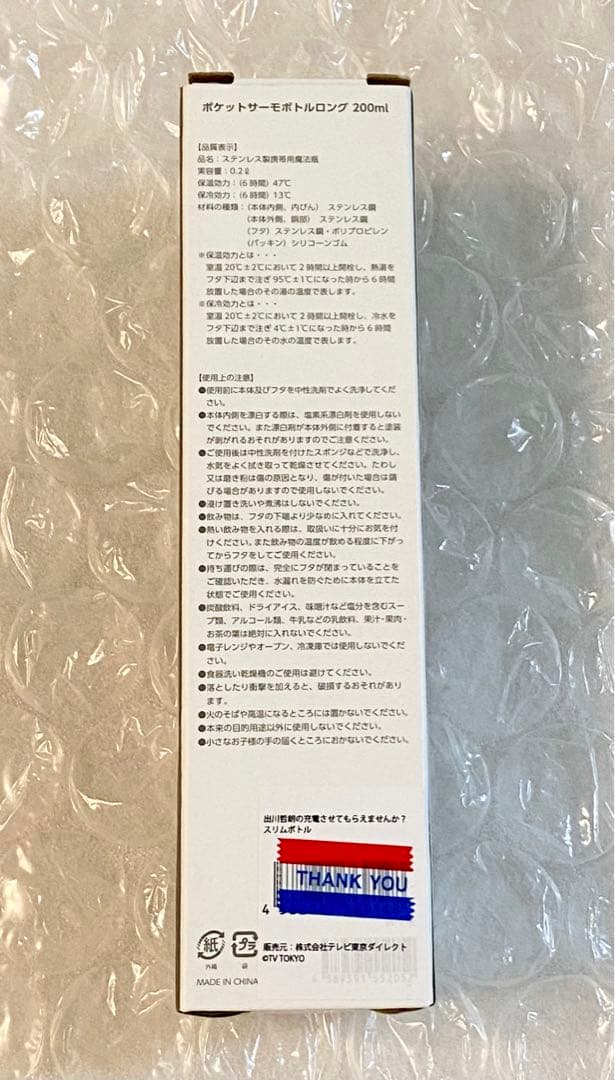 ポケットサーモボトルロング 200ml
【品質表示】
品名：ステンレス製携帯用魔法瓶
実容量：0.2ℓ
保温効力：(6時間) 47℃
保冷効力：(6時間) 13℃
材料の種類：(本体内側、内びん) ステンレス鋼
(本体外側、胴部) ステンレス鋼
(フタ) ステンレス鋼・ポリプロピレン
(パッキン) シリコーンゴム
※保温効力とは・・・
室温20℃±2℃において2時間以上開栓し、熱湯を
フタ下辺まで注ぎ95℃±1℃になった時から6時間
放置した場合のその湯の温度で表します。
※保冷効力とは・・・
室温20℃±2℃において2時間以上開栓し、冷水を
フタ下辺まで注ぎ4℃±1℃になった時から6時間
放置した場合のその水の温度で表します。
【使用上の注意】
●使用前に本体及びフタを中性洗剤でよく洗浄してくだ
さい。
●本体内側を漂白する際は、塩素系漂白剤を使用しない
でください。また漂白剤が本体外側に付着すると塗装
が剥がれるおそれがありますのでご注意ください。
●ご使用後は中性洗剤を付けたスポンジなどで洗浄し、
水気をよく拭き取って乾燥させてください。たわし
又は磨き粉は傷の原因となり、傷が付いた場合は錆
びる場合がありますので使用しないでください。
●浸け置き洗いや煮沸はしないでください。
●飲み物は、フタの下端より少なめに入れてください。
●熱い飲み物を入れる際は、取扱いに十分にお気を付
けください。また飲み物の温度が飲める程度に下がっ
てからフタをしてご使用ください。
●持ち運びの際は、完全にフタが閉まっていることを
ご確認いただき、水漏れを防ぐために本体を立てた
状態でご使用ください。
●炭酸飲料、ドライアイス、味噌汁など塩分を含むスー
プ類、アルコール類、牛乳などの乳飲料、果汁・果肉・
お茶の葉は絶対に入れないでください。
●電子レンジやオーブン、冷凍庫では使用しないでくだ
さい。
●食器洗い乾燥機のご使用は避けてください。
●落としたり衝撃を加えると、破損するおそれがありま
す。
●火のそばや高温になるところには置かないでください。
●本来の目的用途以外に使用しないでください。
●小さなお子様の手の届くところにおかないでください。
出川哲朗の充電させてもらえませんか？
スリムボトル
THANK YOU
4
紙
外箱
プラ
袋
販売元：株式会社テレビ東京ダイレクト
©TV TOKYO
MADE IN CHINA